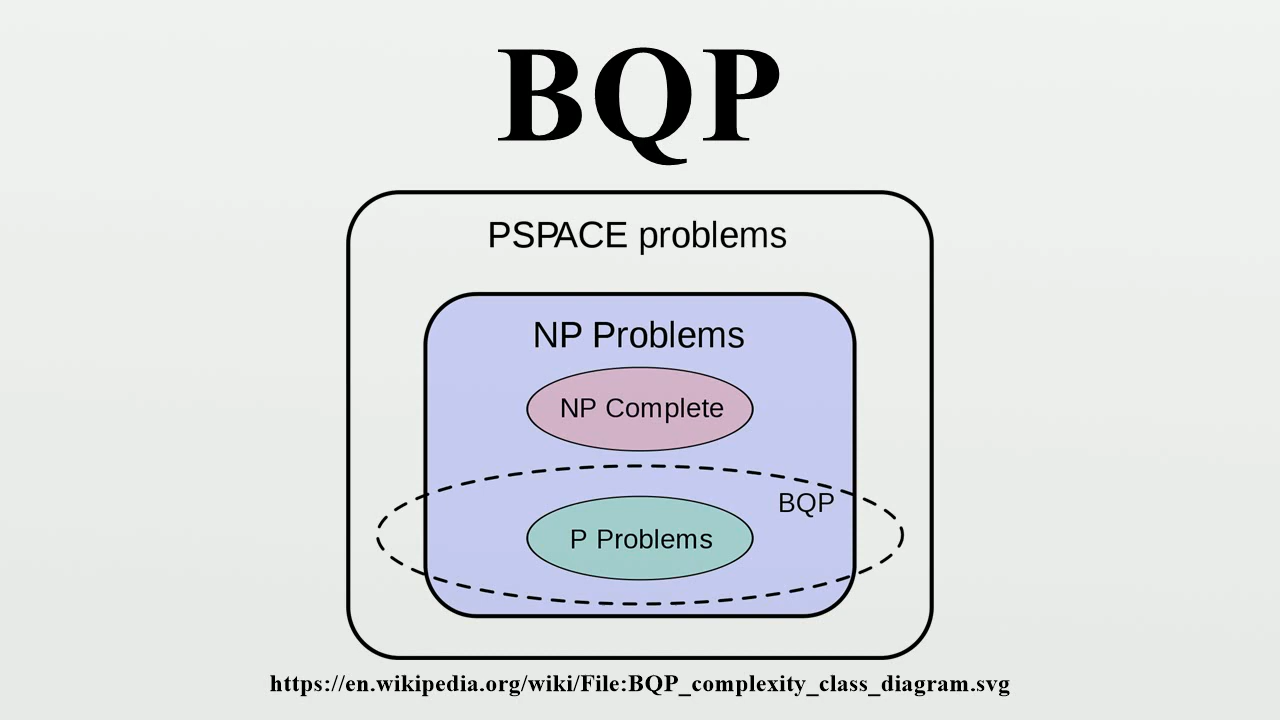 BQP
PSPACE problems
NP Problems
NP Complete
BQP
P Problems
https://en.wikipedia.org/wiki/File:BQP_complexity_class_diagram.svg